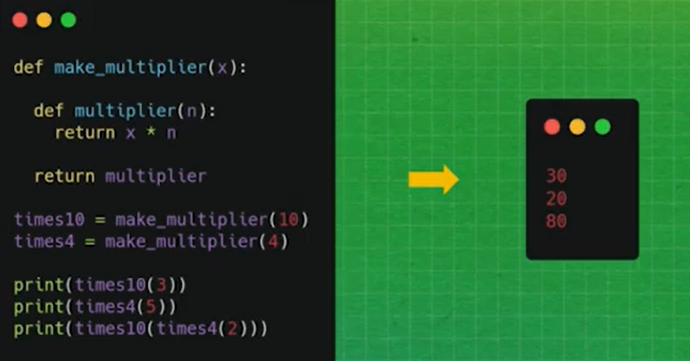 def make_multiplier(x):
def multiplier(n):
return x * n
return multiplier
times10 = make_multiplier(10)
times4 = make_multiplier(4)
print(times10(3))
print(times4(5))
print(times10(times4(2)))
30
20
80